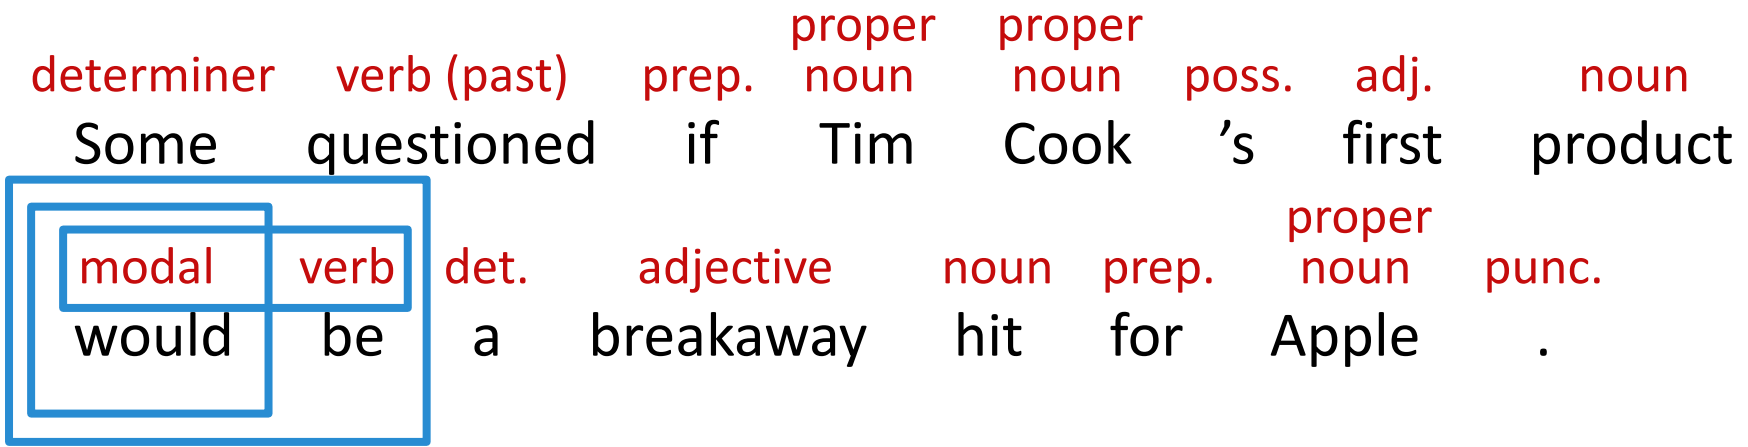 proper proper
determiner verb (past) prep. noun noun poss. adj. noun
Some questioned if Tim Cook ’s first product
proper
modal verb det. adjective noun prep. noun punc.
would be a breakaway hit for Apple .